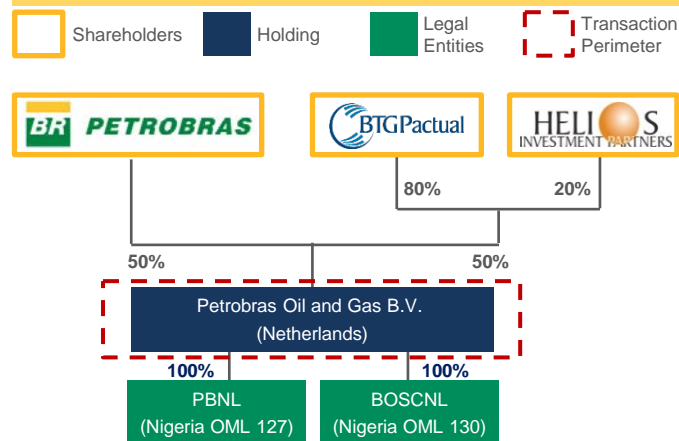 Shareholders
Holding
Legal
Entities
Transaction
Perimeter
BR PETROBRAS
BTGPactual
HELIOS
INVESTMENT PARTNERS
80%
20%
50%
50%
Petrobras Oil and Gas B.V.
(Netherlands)
100%
100%
PBNL
(Nigeria OML 127)
BOSCNL
(Nigeria OML 130)